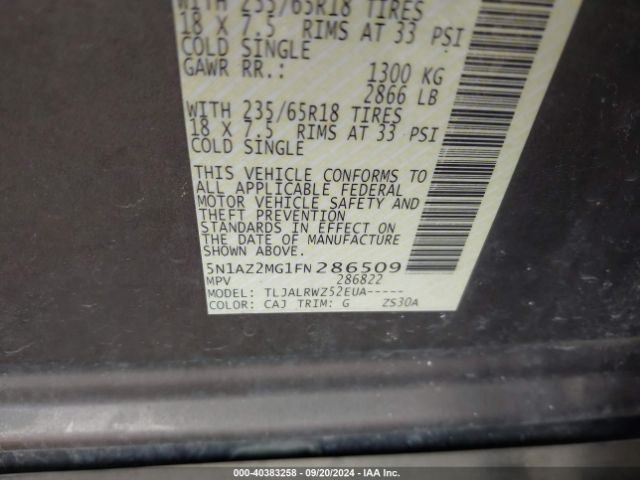 WITH 235/65R18 TIRES
18 X 7.5 RIMS AT 33 PSI
COLD SINGLE
GAWR RR.: 1300 KG
2866 LB
WITH 235/65R18 TIRES
18 X 7.5 RIMS AT 33 PSI
COLD SINGLE
THIS VEHICLE CONFORMS TO
ALL APPLICABLE FEDERAL
MOTOR VEHICLE SAFETY AND
THEFT PREVENTION
STANDARDS IN EFFECT ON
THE DATE OF MANUFACTURE
SHOWN ABOVE.
5N1AZ2MG1FN286509
MPV 286822
MODEL: TLJALRWZ52EUA-----
COLOR: CAJ TRIM: G ZS30A
000-40383258 - 09/20/2024 - IAA Inc.